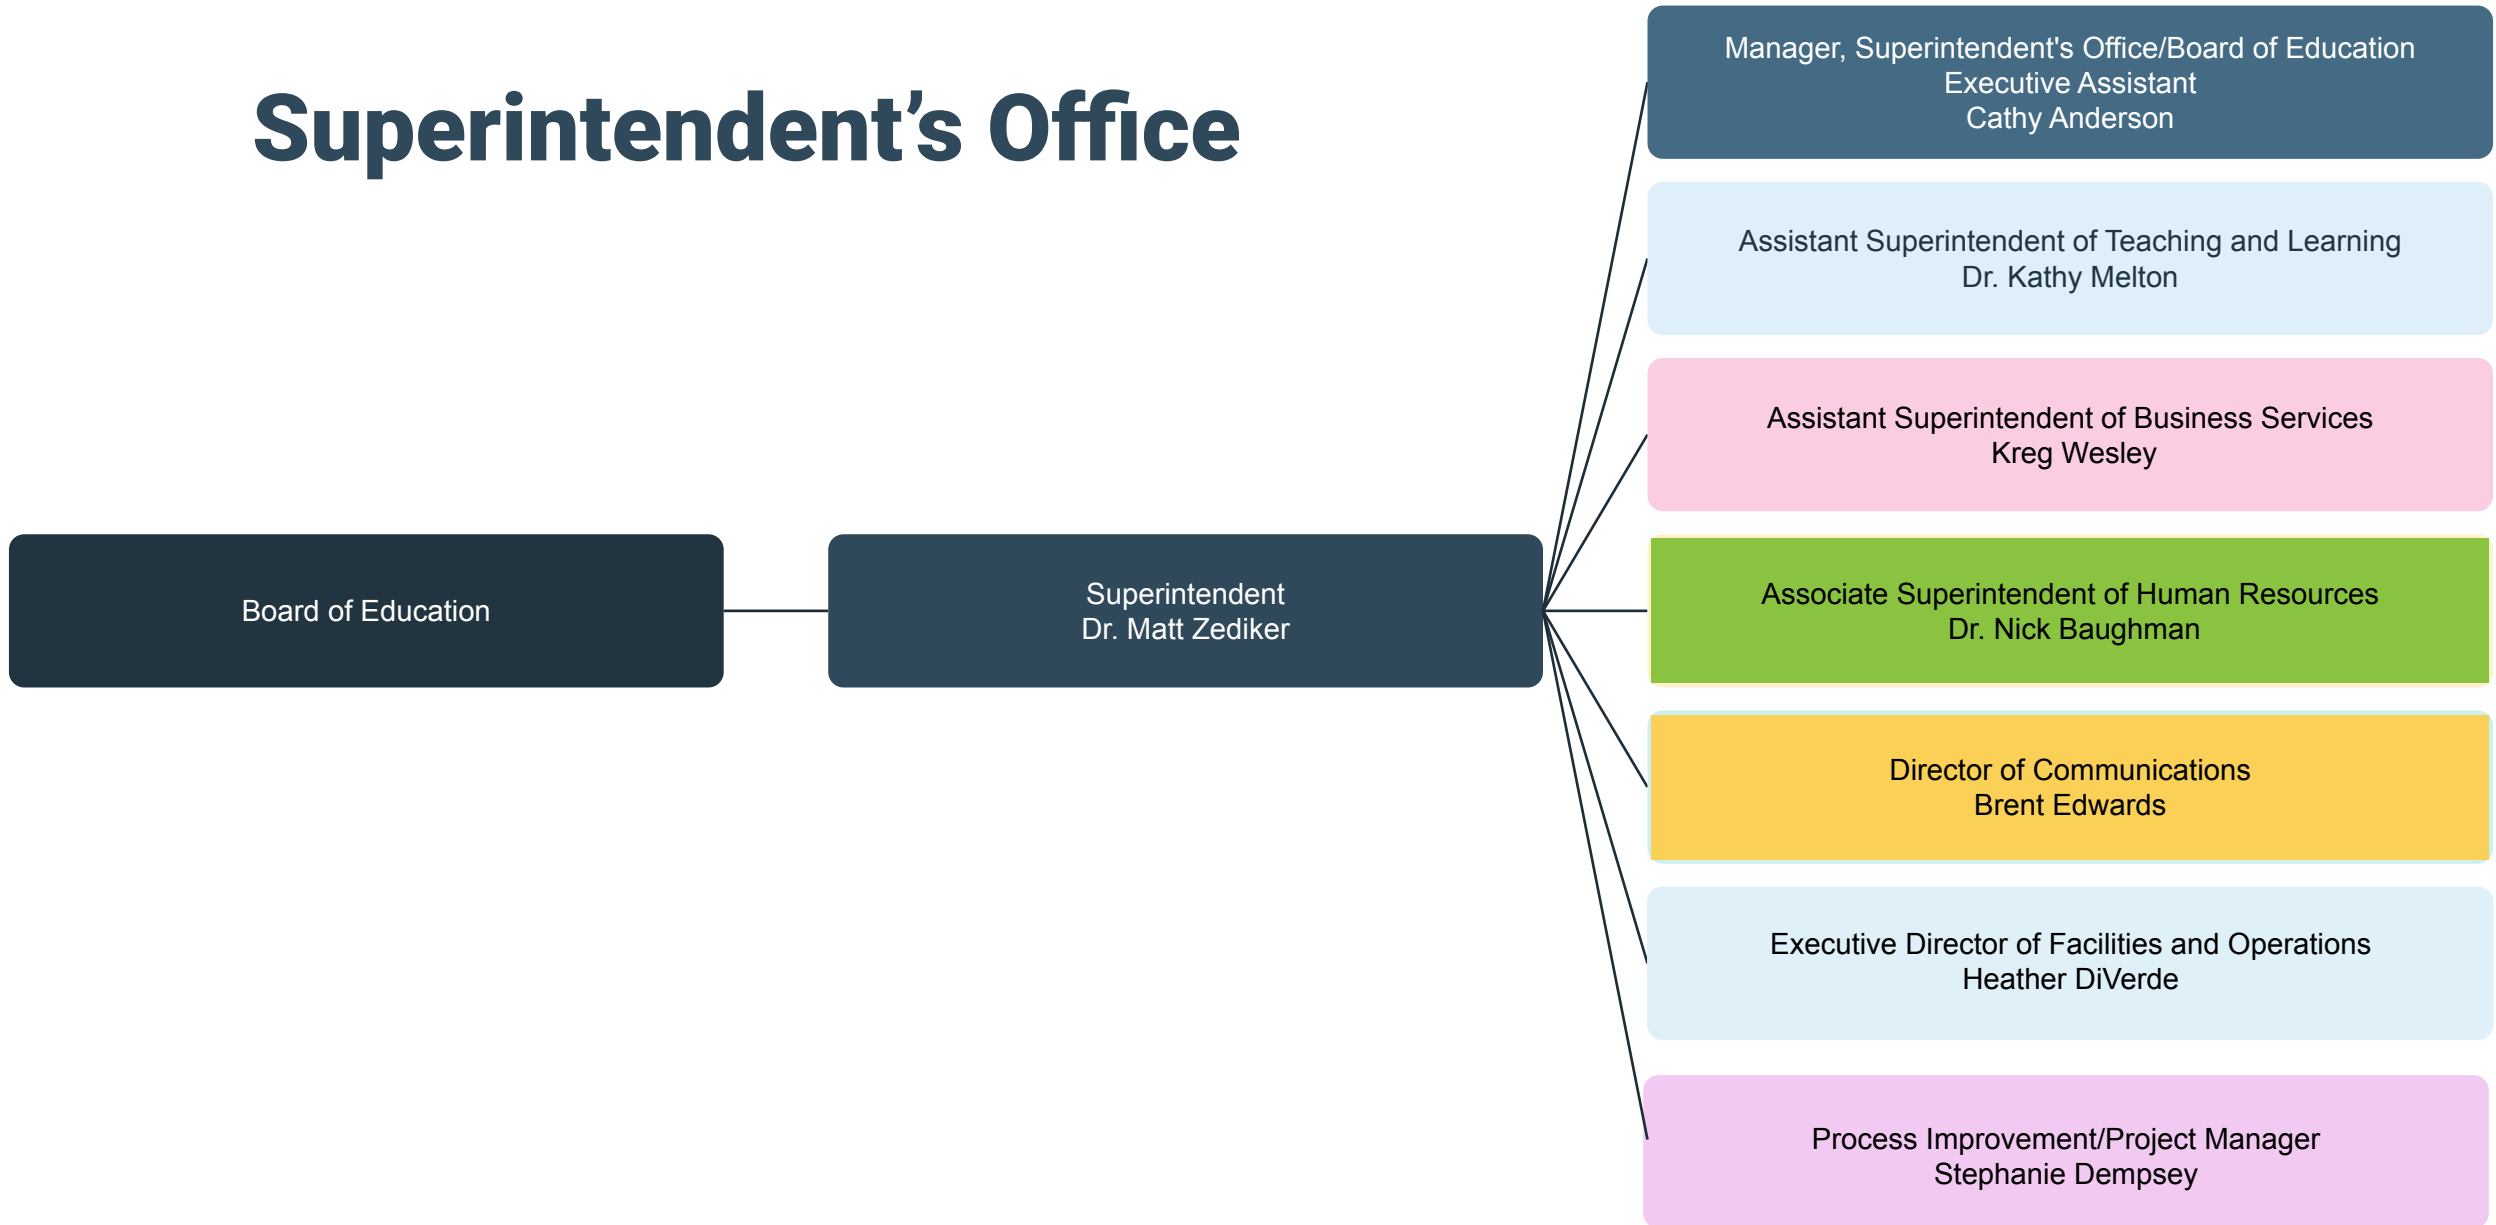 Superintendent’s Office
Board of Education
Superintendent
Dr. Matt Zediker
Manager, Superintendent's Office/Board of Education
Executive Assistant
Cathy Anderson
Assistant Superintendent of Teaching and Learning
Dr. Kathy Melton
Assistant Superintendent of Business Services
Kreg Wesley
Associate Superintendent of Human Resources
Dr. Nick Baughman
Director of Communications
Brent Edwards
Executive Director of Facilities and Operations
Heather DiVerde
Process Improvement/Project Manager
Stephanie Dempsey